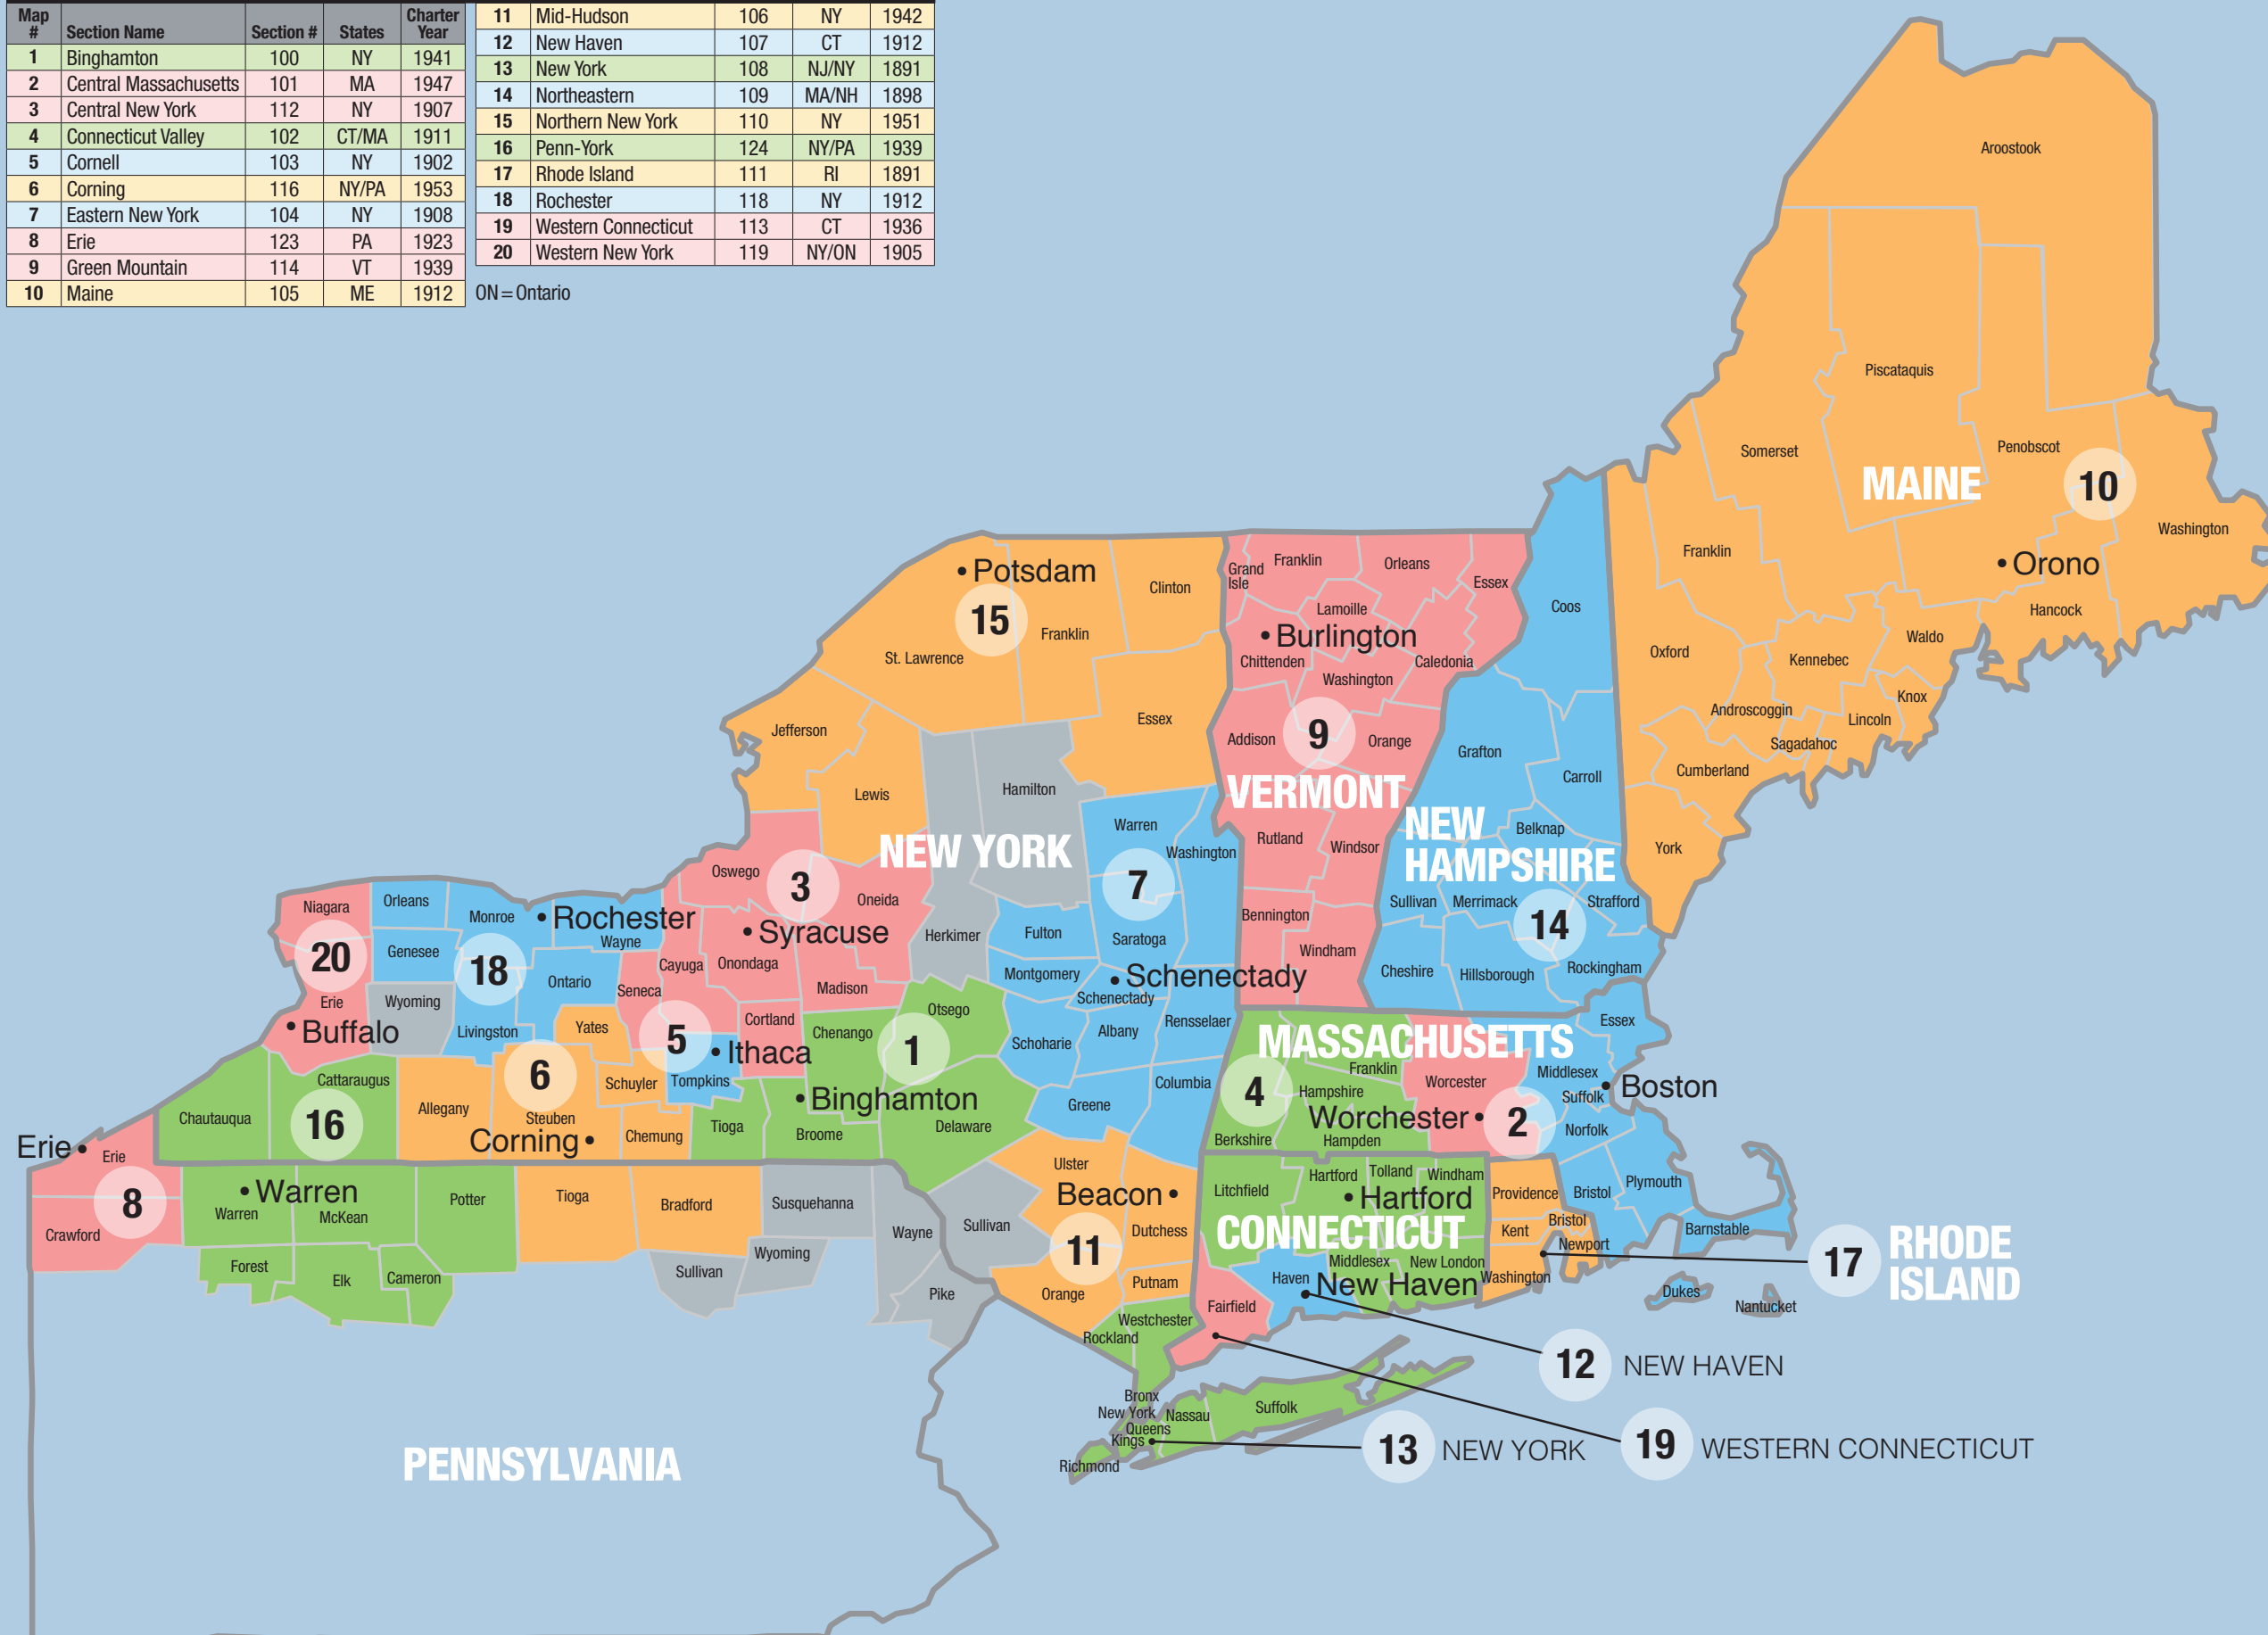 Map # Section Name Section # States Charter Year
1 Binghamton 100 NY 1941
2 Central Massachusetts 101 MA 1947
3 Central New York 112 NY 1907
4 Connecticut Valley 102 CT/MA 1911
5 Cornell 103 NY 1902
6 Corning 116 NY/PA 1953
7 Eastern New York 104 NY 1908
8 Erie 123 PA 1923
9 Green Mountain 114 VT 1939
10 Maine 105 ME 1912
11 Mid-Hudson 106 NY 1942
12 New Haven 107 CT 1912
13 New York 108 NJ/NY 1891
14 Northeastern 109 MA/NH 1898
15 Northern New York 110 NY 1951
16 Penn-York 124 NY/PA 1939
17 Rhode Island 111 RI 1891
18 Rochester 118 NY 1912
19 Western Connecticut 113 CT 1936
20 Western New York 119 NY/ON 1905
ON = Ontario
Aroostook
Piscataquis
Somerset
Penobscot
MAINE
10
Washington
Franklin
Orono
Hancock
Waldo
Oxford
Kennebec
Knox
Androscoggin
Lincoln
Sagadahoc
Cumberland
York
Potsdam
15
Clinton
Franklin
St. Lawrence
Essex
Jefferson
Lewis
Hamilton
NEW YORK
Herkimer
Grand
Isle
Franklin
Orleans
Essex
Lamoille
Burlington
Chittenden
Caledonia
Washington
Addison
9
Orange
VERMONT
Rutland
Windsor
Bennington
Windham
Coos
Grafton
Carroll
NEW
HAMPSHIRE
Belknap
Sullivan
Merrimack
Strafford
14
Cheshire
Hillsborough
Rockingham
Warren
Washington
7
Fulton
Saratoga
Montgomery
Schenectady
Schenectady
Schoharie
Albany
Rensselaer
Greene
Columbia
Oswego
3
Oneida
Syracuse
Cayuga
Onondaga
Seneca
Madison
Cortland
Niagara
20
Erie
Buffalo
Orleans
Monroe
Rochester
Wayne
Genesee
18
Ontario
Wyoming
Livingston
Yates
5
Ithaca
Tompkins
6
Schuyler
Allegany
Steuben
Corning
Chemung
Otsego
Chenango
1
Binghamton
Tioga
Broome
Delaware
Cattaraugus
Chautauqua
16
Erie
Erie
8
Crawford
Warren
Warren
McKean
Potter
Forest
Elk
Cameron
Tioga
Bradford
Susquehanna
Wyoming
Sullivan
Wayne
Pike
Sullivan
Ulster
Beacon
Dutchess
11
Putnam
Orange
Westchester
Rockland
MASSACHUSETTS
Essex
Franklin
4
Hampshire
Worcester
Middlesex
Boston
Suffolk
Worchester
2
Berkshire
Hampden
Norfolk
Plymouth
Bristol
Barnstable
Dukes
Nantucket
Litchfield
Hartford
Tolland
Windham
Hartford
CONNECTICUT
Middlesex
New London
Haven
New Haven
Fairfield
Providence
Kent
Bristol
Newport
Washington
17
RHODE
ISLAND
12 NEW HAVEN
Bronx
New York
Nassau
Suffolk
Queens
Kings
Richmond
13 NEW YORK
19 WESTERN CONNECTICUT
PENNSYLVANIA